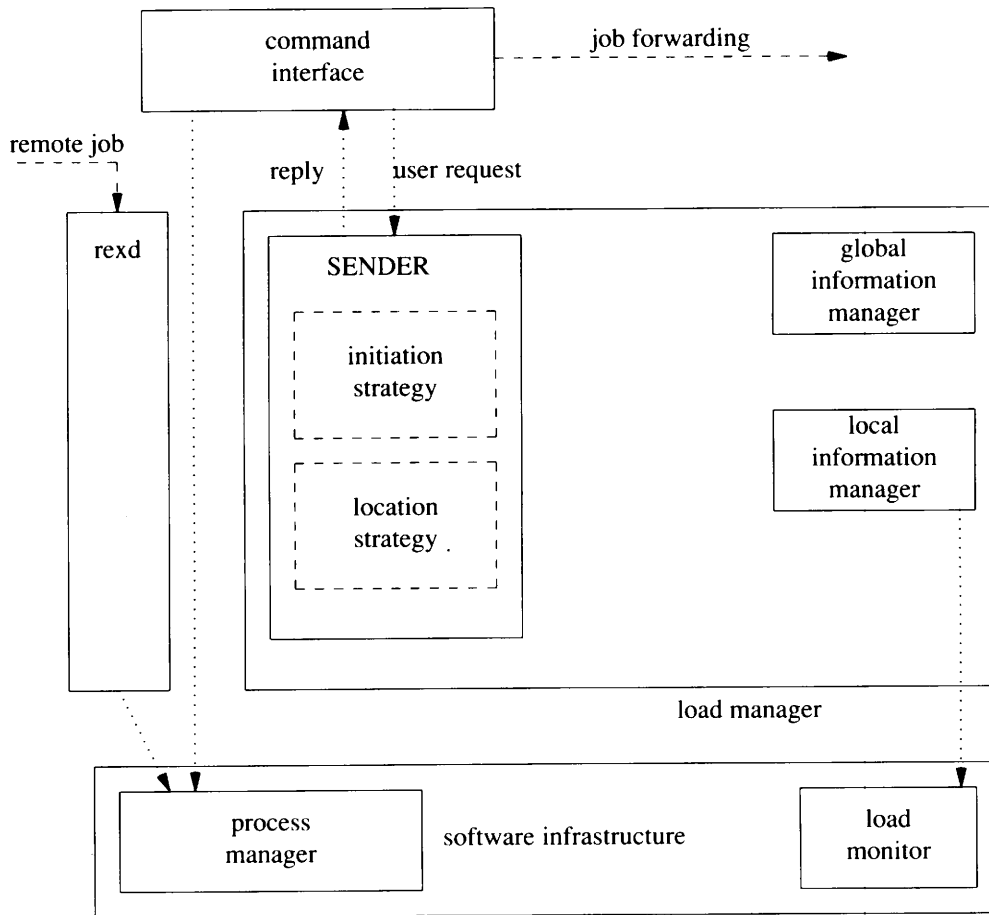 command
interface
job forwarding
remote job
reply
user request
rexd
SENDER
initiation
strategy
location
strategy
global
information
manager
local
information
manager
load manager
process
manager
software infrastructure
load
monitor